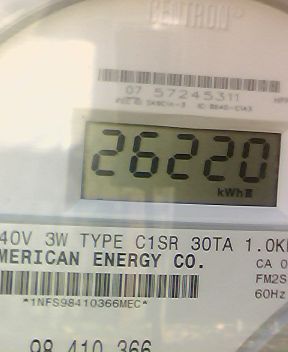 CENTRON
07 57245311
26220
kWh
40V 3W TYPE C1SR 30TA 1.0K
MERICAN ENERGY CO.
CA 0
FM2S
*1NFS98410366MEC*
60Hz
98 410 366